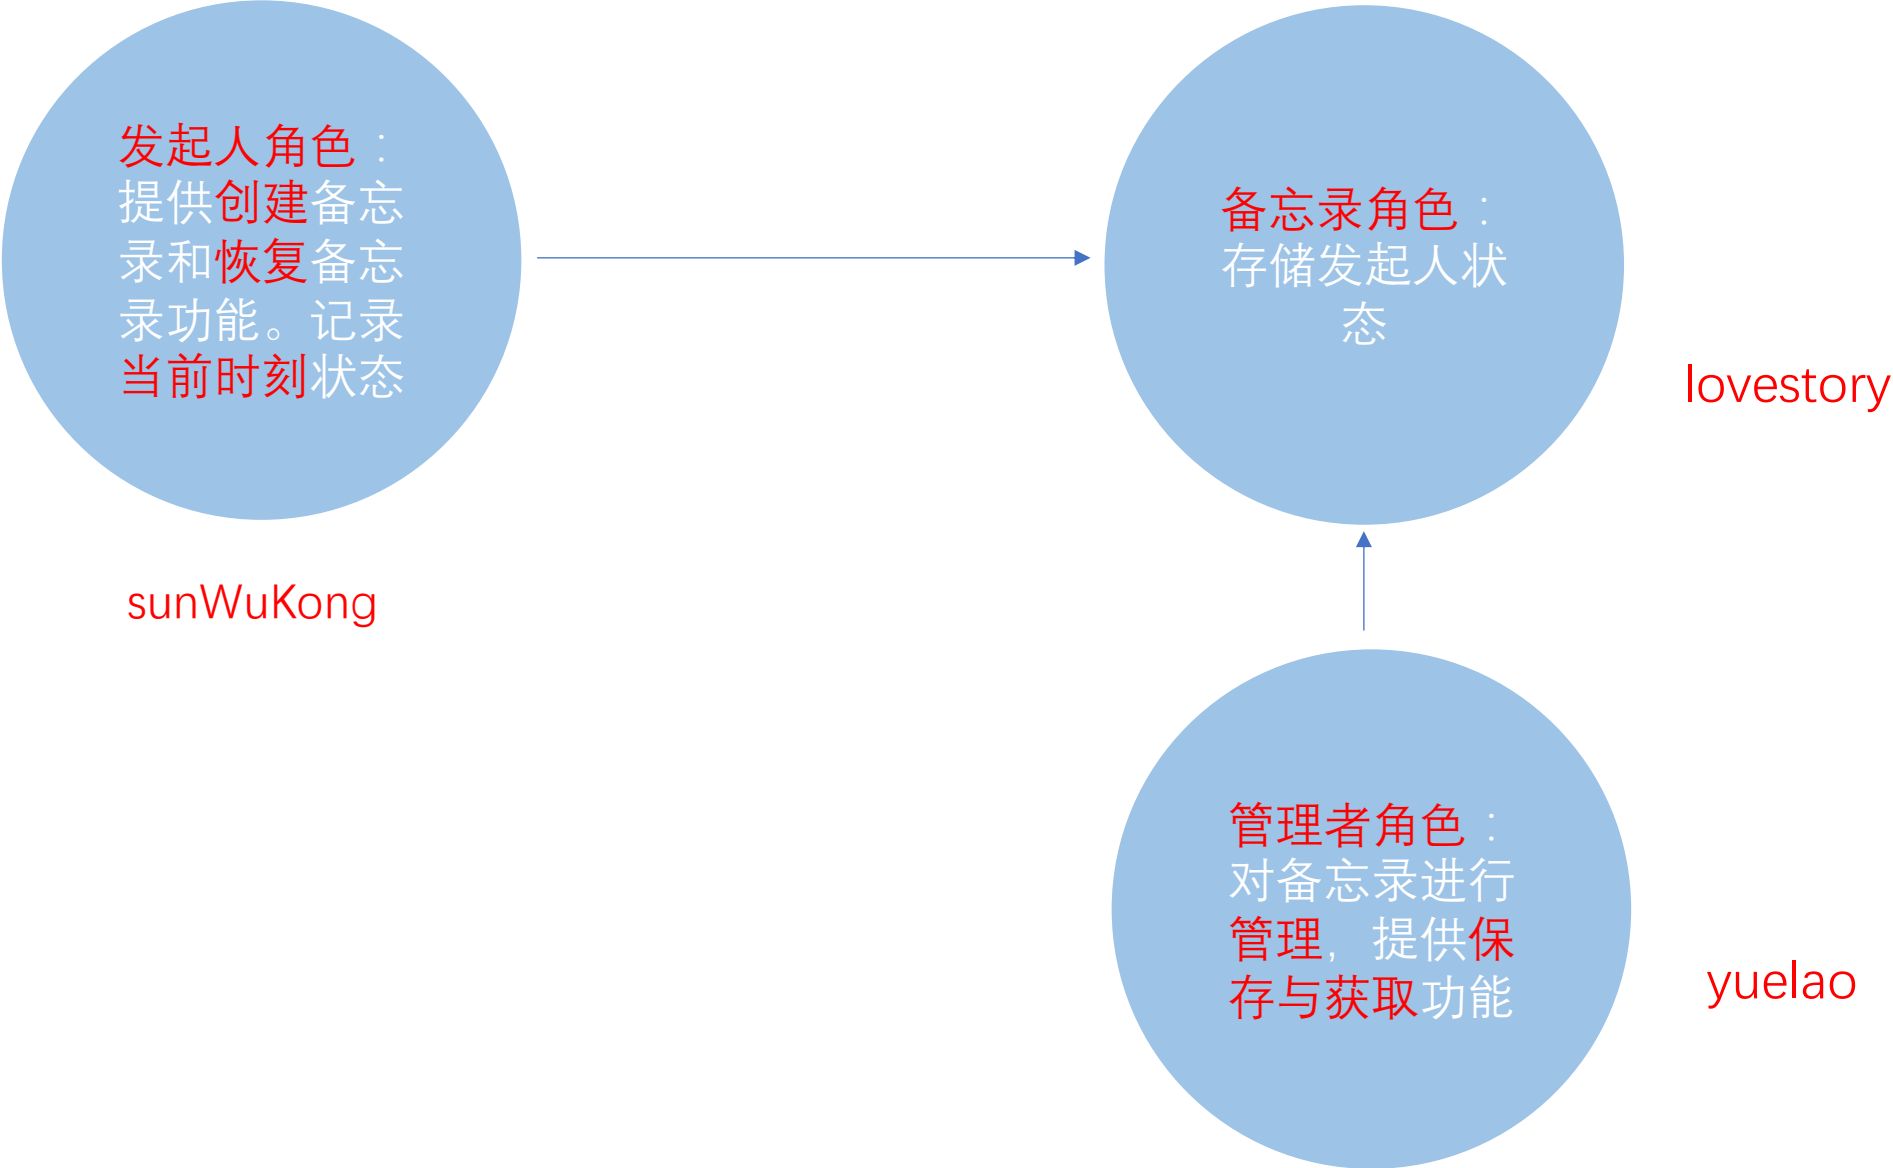 发起人角色：
提供创建备忘
录和恢复备忘
录功能。记录
当前时刻状态
sunWuKong
备忘录角色：
存储发起人状
态
lovestory
管理者角色：
对备忘录进行
管理，提供保
存与获取功能
yuelao